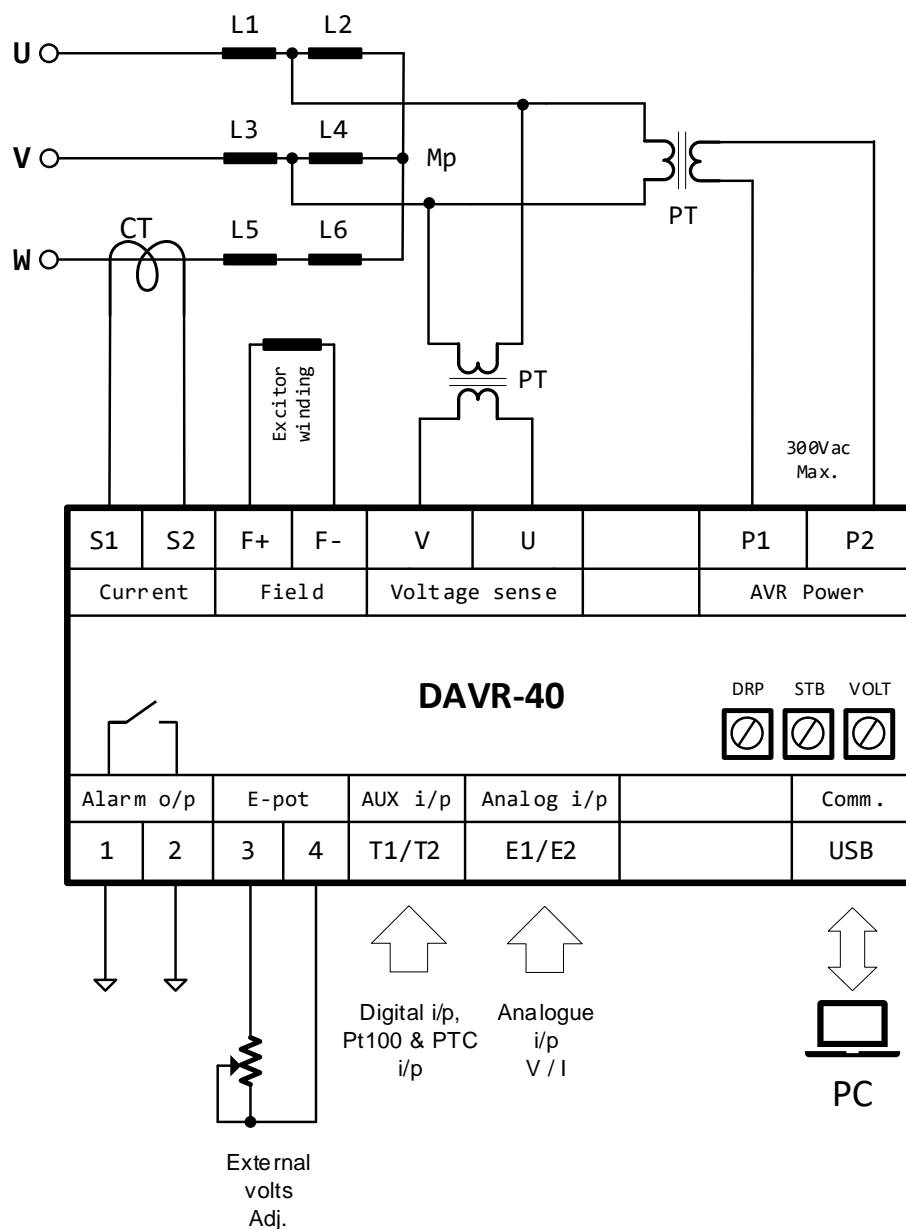 L1 L2
U
L3 L4
V
Mp
CT
PT
L5 L6
W
Excitor
winding
PT
300Vac
Max.
S1 S2 F+ F- V U P1 P2
Current Field Voltage sense AVR Power
DAVR-40
DRP STB VOLT
Alarm o/p E-pot AUX i/p Analog i/p Comm.
1 2 3 4 T1/T2 E1/E2 USB
Digital i/p,
Pt100 & PTC
i/p
Analogue
i/p
V / I
PC
External
volts
Adj.